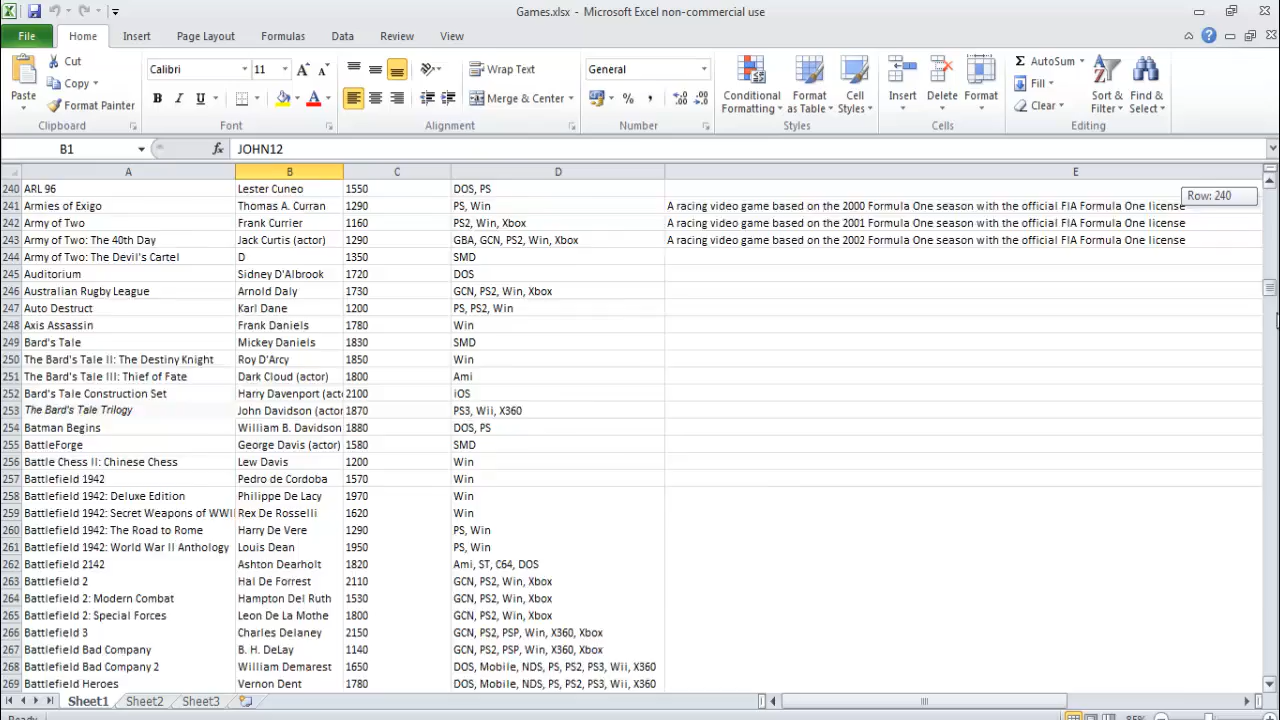 Games.xlsx - Microsoft Excel non-commercial use
File Home Insert Page Layout Formulas Data Review View
Cut
Copy
Format Painter
Paste
Clipboard
Calibri 11
B I U
Font
Wrap Text
Merge & Center
Alignment
General
Number
Conditional Formatting
Format as Table
Cell Styles
Styles
Insert Delete Format
Cells
AutoSum
Fill
Clear
Sort & Filter
Find & Select
Editing
B1 fx JOHN12
A B C D E
240 ARL 96 Lester Cuneo 1550 DOS, PS
Row: 240
241 Armies of Exigo Thomas A. Curran 1290 PS, Win A racing video game based on the 2000 Formula One season with the official FIA Formula One license
242 Army of Two Frank Currier 1160 PS2, Win, Xbox A racing video game based on the 2001 Formula One season with the official FIA Formula One license
243 Army of Two: The 40th Day Jack Curtis (actor) 1290 GBA, GCN, PS2, Win, Xbox A racing video game based on the 2002 Formula One season with the official FIA Formula One license
244 Army of Two: The Devil's Cartel D 1350 SMD
245 Auditorium Sidney D'Albrook 1720 DOS
246 Australian Rugby League Arnold Daly 1730 GCN, PS2, Win, Xbox
247 Auto Destruct Karl Dane 1200 PS, PS2, Win
248 Axis Assassin Frank Daniels 1780 Win
249 Bard's Tale Mickey Daniels 1830 SMD
250 The Bard's Tale II: The Destiny Knight Roy D'Arcy 1850 Win
251 The Bard's Tale III: Thief of Fate Dark Cloud (actor) 1800 Ami
252 Bard's Tale Construction Set Harry Davenport (act 2100 iOS
253 The Bard's Tale Trilogy John Davidson (actor 1870 PS3, Wii, X360
254 Batman Begins William B. Davidson 1880 DOS, PS
255 BattleForge George Davis (actor) 1580 SMD
256 Battle Chess II: Chinese Chess Lew Davis 1200 Win
257 Battlefield 1942 Pedro de Cordoba 1570 Win
258 Battlefield 1942: Deluxe Edition Philippe De Lacy 1970 Win
259 Battlefield 1942: Secret Weapons of WWII Rex De Rosselli 1620 Win
260 Battlefield 1942: The Road to Rome Harry De Vere 1290 PS, Win
261 Battlefield 1942: World War II Anthology Louis Dean 1950 PS, Win
262 Battlefield 2142 Ashton Dearholt 1820 Ami, ST, C64, DOS
263 Battlefield 2 Hal De Forrest 2110 GCN, PS2, Win, Xbox
264 Battlefield 2: Modern Combat Hampton Del Ruth 1530 GCN, PS2, Win, Xbox
265 Battlefield 2: Special Forces Leon De La Mothe 1800 GCN, PS2, Win, Xbox
266 Battlefield 3 Charles Delaney 2150 GCN, PS2, PSP, Win, X360, Xbox
267 Battlefield Bad Company B. H. DeLay 1140 GCN, PS2, PSP, Win, X360, Xbox
268 Battlefield Bad Company 2 William Demarest 1650 DOS, Mobile, NDS, PS, PS2, PS3, Wii, X360
269 Battlefield Heroes Vernon Dent 1780 DOS, Mobile, NDS, PS, PS2, PS3, Wii, X360
Sheet1 Sheet2 Sheet3